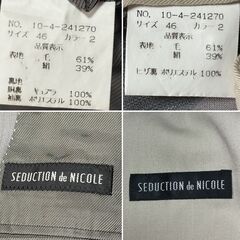 NO. 10-4-241270
サイズ 46 カラー 2
品質表示
表地 毛 61%
絹 39%
裏地
胴裏 キュプラ 100%
袖裏 ポリエステル 100%
NO. 10-4-241270
サイズ 46 カラー 2
品質表示
表地 毛 61%
絹 39%
ヒザ裏 ポリエステル 100%
SEDUCTION de NICOLE
SEDUCTION de NICOLE